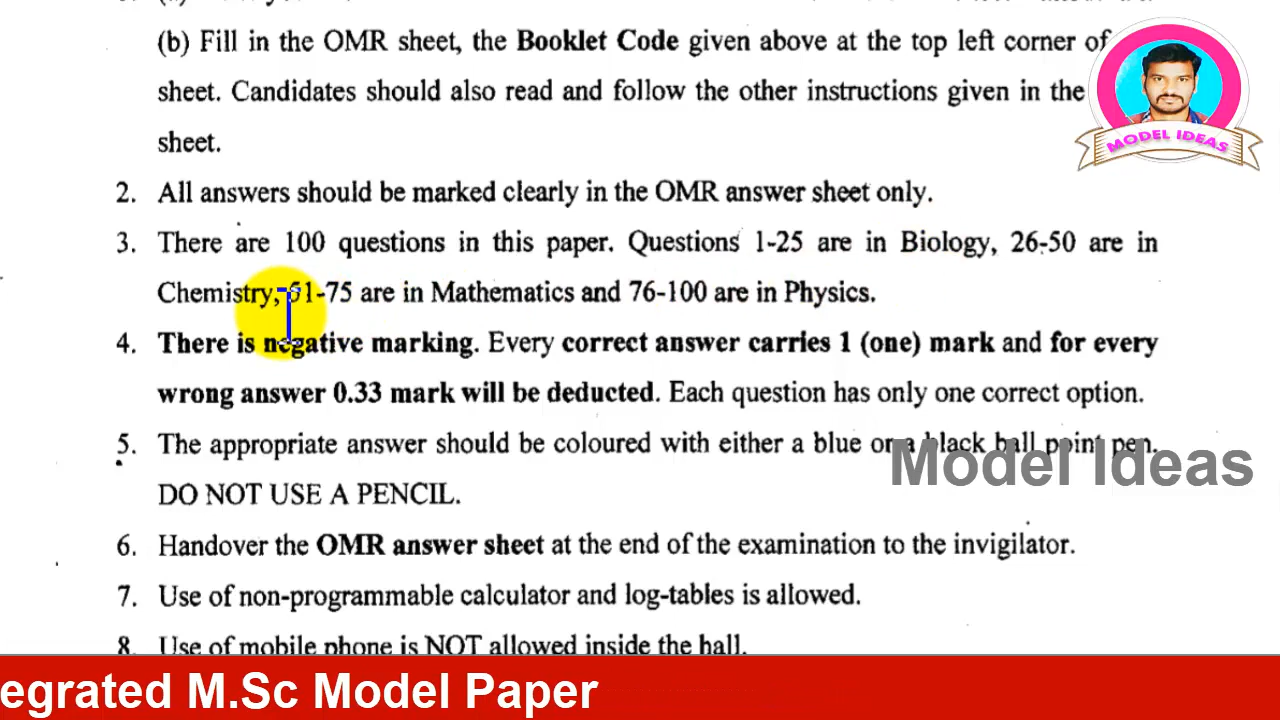 (b) Fill in the OMR sheet, the Booklet Code given above at the top left corner of
sheet. Candidates should also read and follow the other instructions given in the
sheet.
MODEL IDEAS
2. All answers should be marked clearly in the OMR answer sheet only.
3. There are 100 questions in this paper. Questions 1-25 are in Biology, 26-50 are in
Chemistry, 51-75 are in Mathematics and 76-100 are in Physics.
4. There is negative marking. Every correct answer carries 1 (one) mark and for every
wrong answer 0.33 mark will be deducted. Each question has only one correct option.
5. The appropriate answer should be coloured with either a blue or a black ball point pen.
Model Ideas
DO NOT USE A PENCIL.
6. Handover the OMR answer sheet at the end of the examination to the invigilator.
7. Use of non-programmable calculator and log-tables is allowed.
8. Use of mobile phone is NOT allowed inside the hall.
egrated M.Sc Model Paper